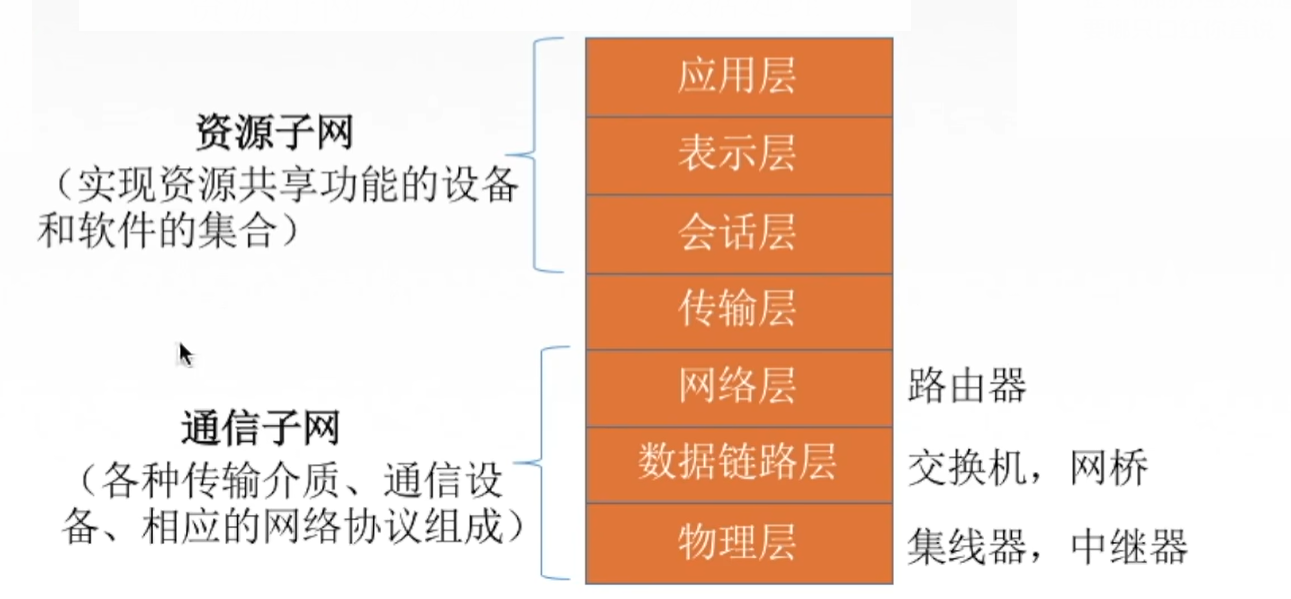 资源子网
（实现资源共享功能的设备
和软件的集合）
通信子网
（各种传输介质、通信设
备、相应的网络协议组成）
应用层
表示层
会话层
传输层
网络层
数据链路层
物理层
路由器
交换机，网桥
集线器，中继器